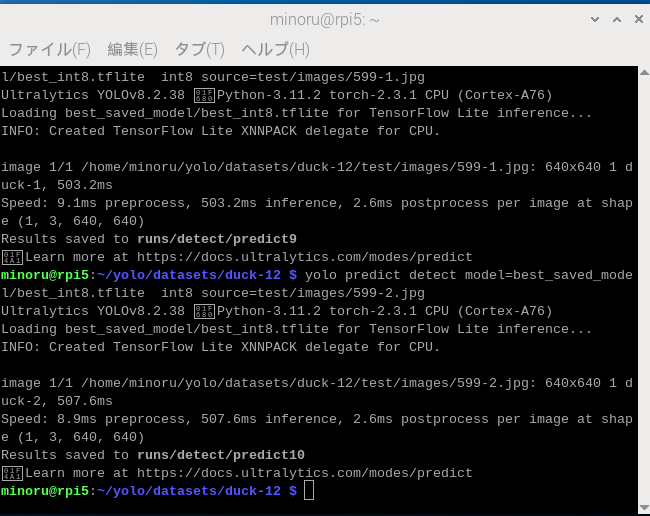 minoru@rpi5: ~
ファイル(F) 編集(E) タブ(T) ヘルプ(H)
l/best_int8.tflite  int8 source=test/images/599-1.jpg
Ultralytics YOLOv8.2.38 Python-3.11.2 torch-2.3.1 CPU (Cortex-A76)
Loading best_saved_model/best_int8.tflite for TensorFlow Lite inference...
INFO: Created TensorFlow Lite XNNPACK delegate for CPU.
image 1/1 /home/minoru/yolo/datasets/duck-12/test/images/599-1.jpg: 640x640 1 d
uck-1, 503.2ms
Speed: 9.1ms preprocess, 503.2ms inference, 2.6ms postprocess per image at shap
e (1, 3, 640, 640)
Results saved to runs/detect/predict9
Learn more at https://docs.ultralytics.com/modes/predict
minoru@rpi5:~/yolo/datasets/duck-12 $ yolo predict detect model=best_saved_mode
l/best_int8.tflite  int8 source=test/images/599-2.jpg
Ultralytics YOLOv8.2.38 Python-3.11.2 torch-2.3.1 CPU (Cortex-A76)
Loading best_saved_model/best_int8.tflite for TensorFlow Lite inference...
INFO: Created TensorFlow Lite XNNPACK delegate for CPU.
image 1/1 /home/minoru/yolo/datasets/duck-12/test/images/599-2.jpg: 640x640 1 d
uck-2, 507.6ms
Speed: 8.9ms preprocess, 507.6ms inference, 2.6ms postprocess per image at shap
e (1, 3, 640, 640)
Results saved to runs/detect/predict10
Learn more at https://docs.ultralytics.com/modes/predict
minoru@rpi5:~/yolo/datasets/duck-12 $